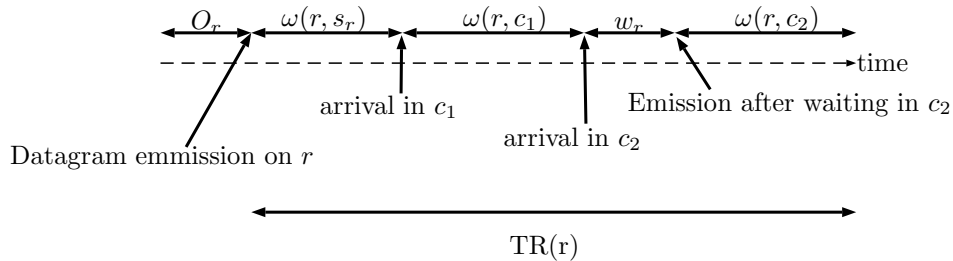 O_r ω(r, s_r) ω(r, c_1) w_r ω(r, c_2)
time
arrival in c_1 Emission after waiting in c_2
arrival in c_2
Datagram emmission on r
TR(r)